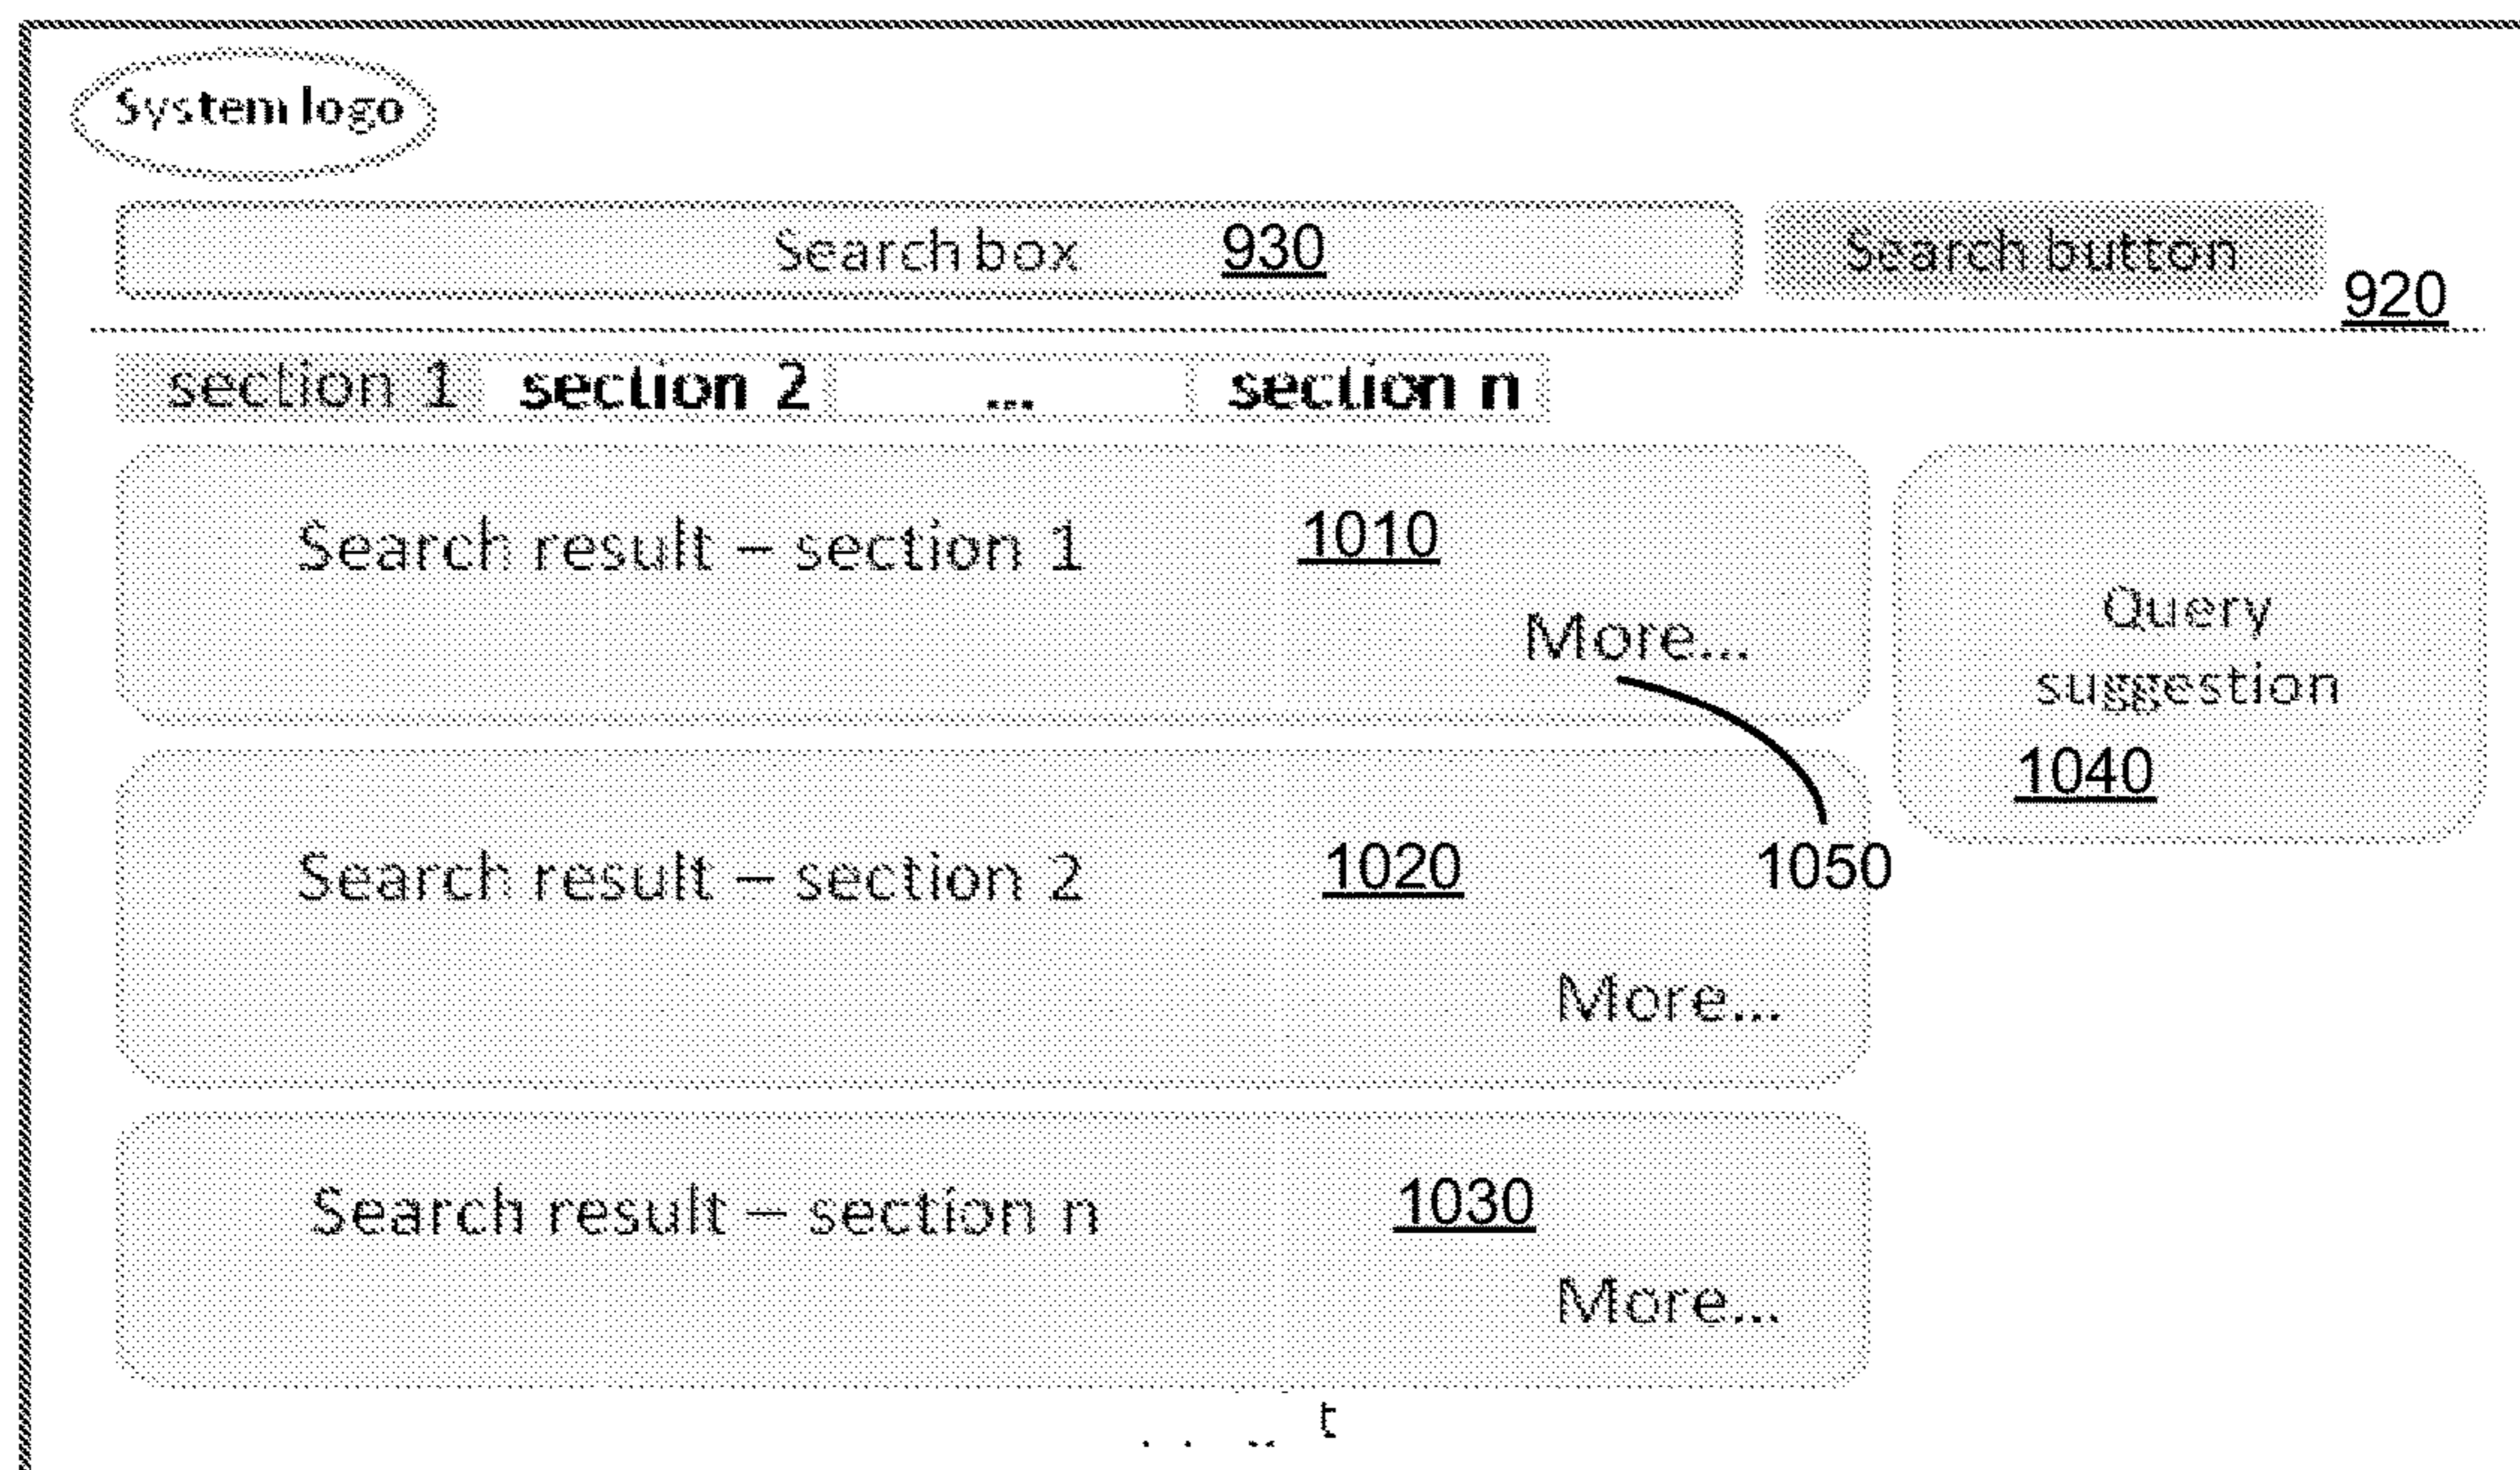 System logo
Search box 930 Search button 920
section 1 section 2 ... section n
Search result – section 1 1010
More...
Query
suggestion
1040
1050
Search result – section 2 1020
More...
Search result – section n 1030
More...
t